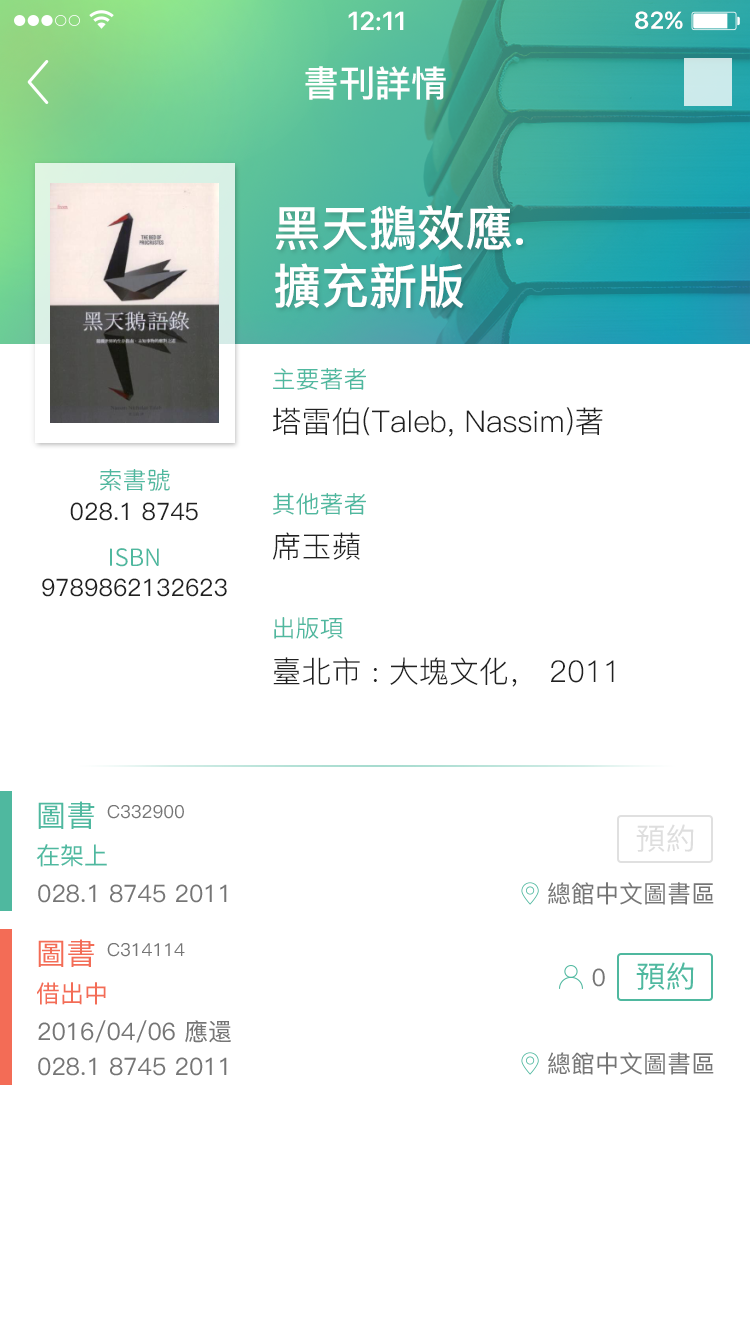 12:11
82%
書刊詳情
THE BED OF
PROCRUSTES
黑天鵝語錄
黑天鵝效應.
擴充新版
主要著者
塔雷伯(Taleb, Nassim)著
索書號
028.1 8745
其他著者
席玉蘋
ISBN
9789862132623
出版項
臺北市：大塊文化， 2011
圖書 C332900
預約
在架上
028.1 8745 2011
總館中文圖書區
圖書 C314114
0 預約
借出中
2016/04/06 應還
028.1 8745 2011
總館中文圖書區